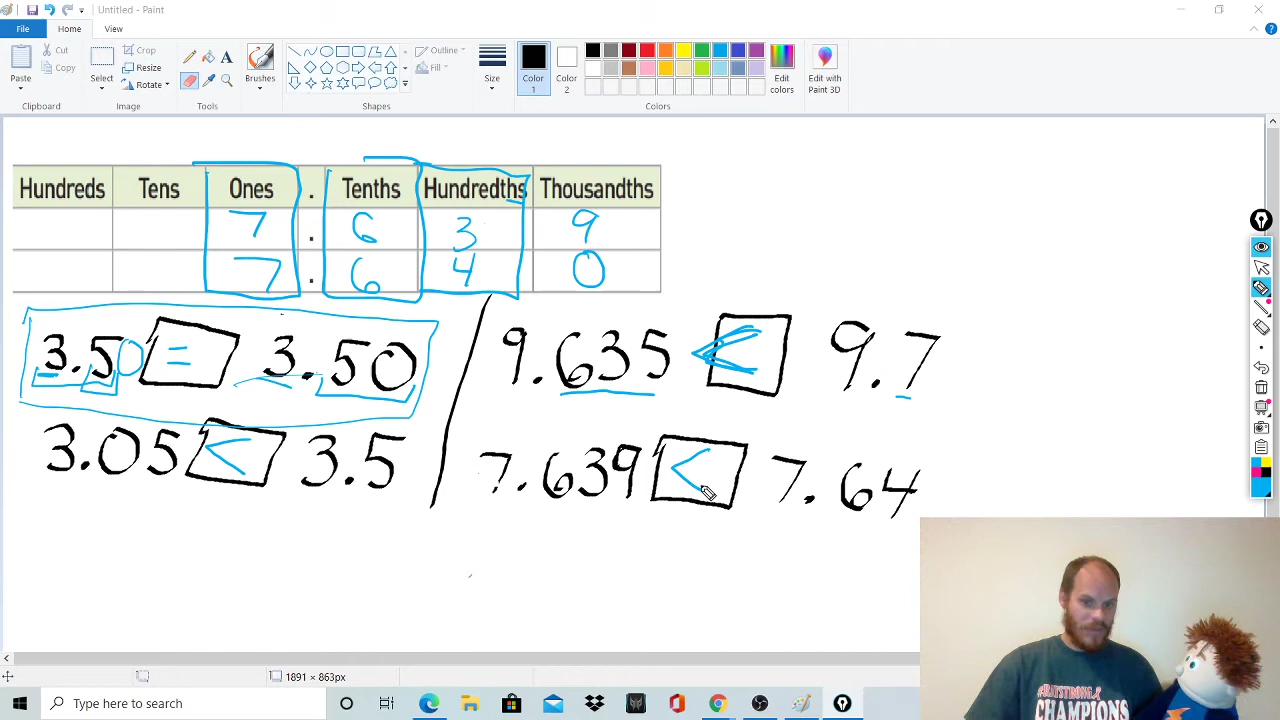 Untitled - Paint
File Home View
Paste Cut Copy Clipboard
Select Crop Resize Rotate Image
Tools
Brushes
Outline Fill Shapes
Size
Color 1
Color 2
Edit colors
Colors
Edit with Paint 3D
Hundreds Tens Ones . Tenths Hundredths Thousandths
7 . 6 3 9
7 . 6 4 0
3.50 = 3.50
9.635 < 9.7
3.05 < 3.5
7.639 < 7.64
1891 × 863px
Type here to search
#BATSTRONG
CHAMPIONS